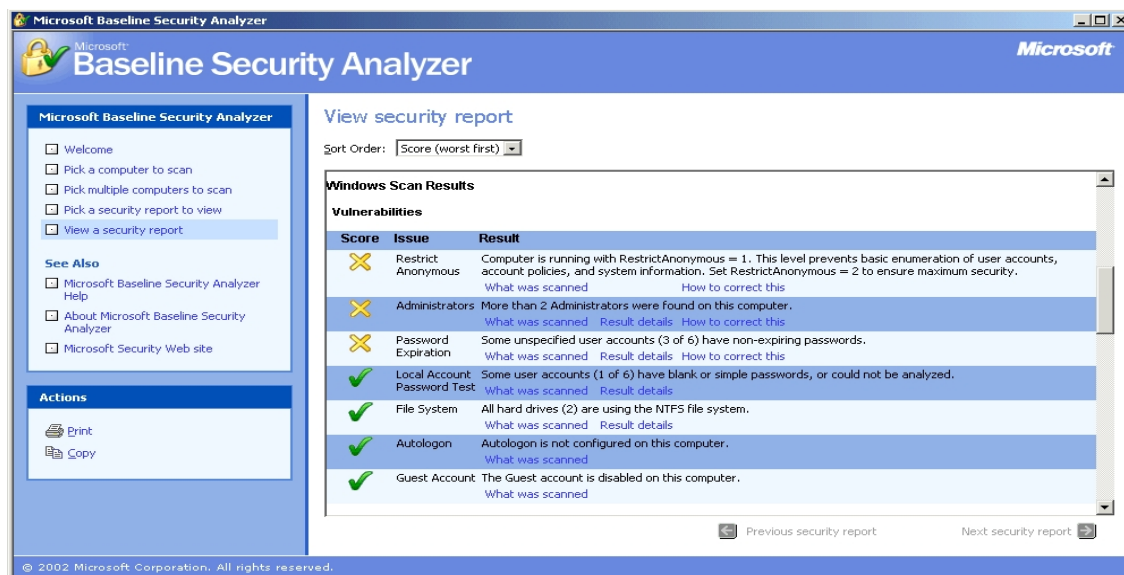 Microsoft Baseline Security Analyzer
Microsoft
Baseline Security Analyzer
Microsoft
Microsoft Baseline Security Analyzer
Welcome
Pick a computer to scan
Pick multiple computers to scan
Pick a security report to view
View a security report
See Also
Microsoft Baseline Security Analyzer
Help
About Microsoft Baseline Security
Analyzer
Microsoft Security Web site
Actions
Print
Copy
View security report
Sort Order: Score (worst first)
Windows Scan Results
Vulnerabilities
Score Issue Result
Restrict Anonymous
Computer is running with RestrictAnonymous = 1. This level prevents basic enumeration of user accounts,
account policies, and system information. Set RestrictAnonymous = 2 to ensure maximum security.
What was scanned How to correct this
Administrators More than 2 Administrators were found on this computer.
What was scanned Result details How to correct this
Password Expiration
Some unspecified user accounts (3 of 6) have non-expiring passwords.
What was scanned Result details How to correct this
Local Account Password Test
Some user accounts (1 of 6) have blank or simple passwords, or could not be analyzed.
What was scanned Result details
File System All hard drives (2) are using the NTFS file system.
What was scanned Result details
Autologon Autologon is not configured on this computer.
What was scanned
Guest Account The Guest account is disabled on this computer.
What was scanned
Previous security report Next security report
© 2002 Microsoft Corporation. All rights reserved.